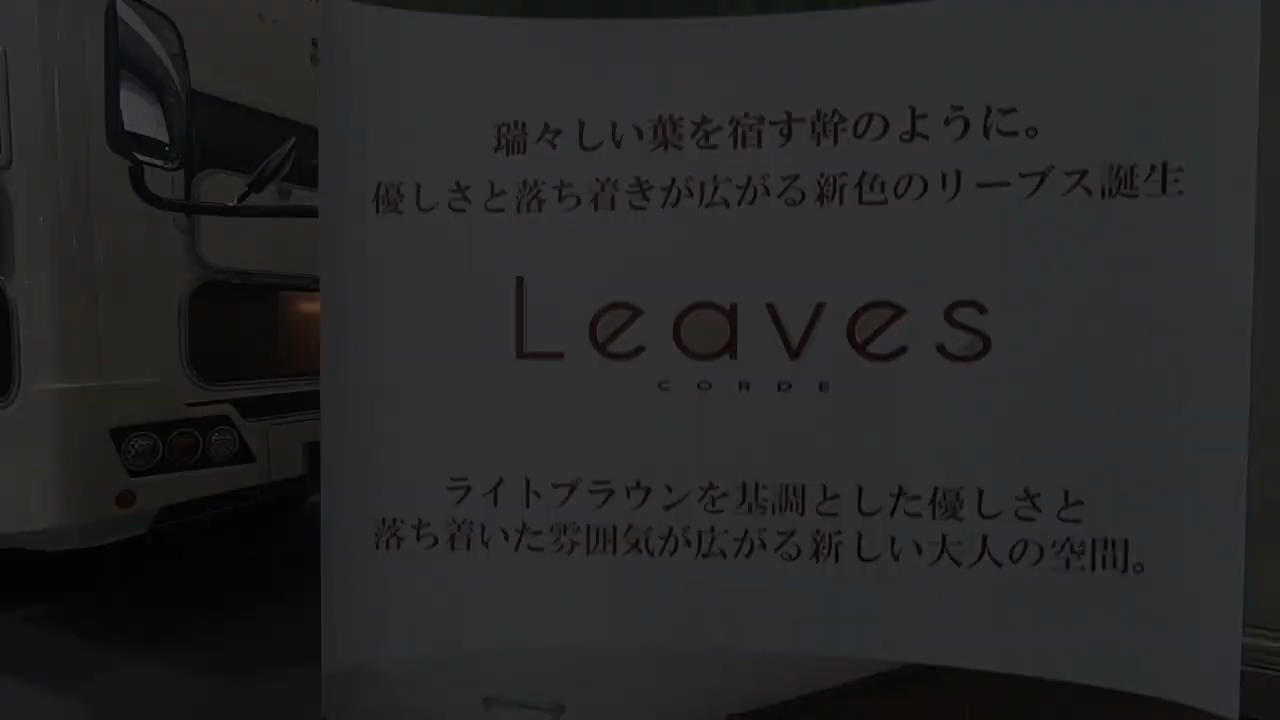 瑞々しい葉を宿す幹のように。
優しさと落ち着きが広がる新色のリーブス誕生
Leaves
CORDE
ライトブラウンを基調とした優しさと
落ち着いた雰囲気が広がる新しい大人の空間。